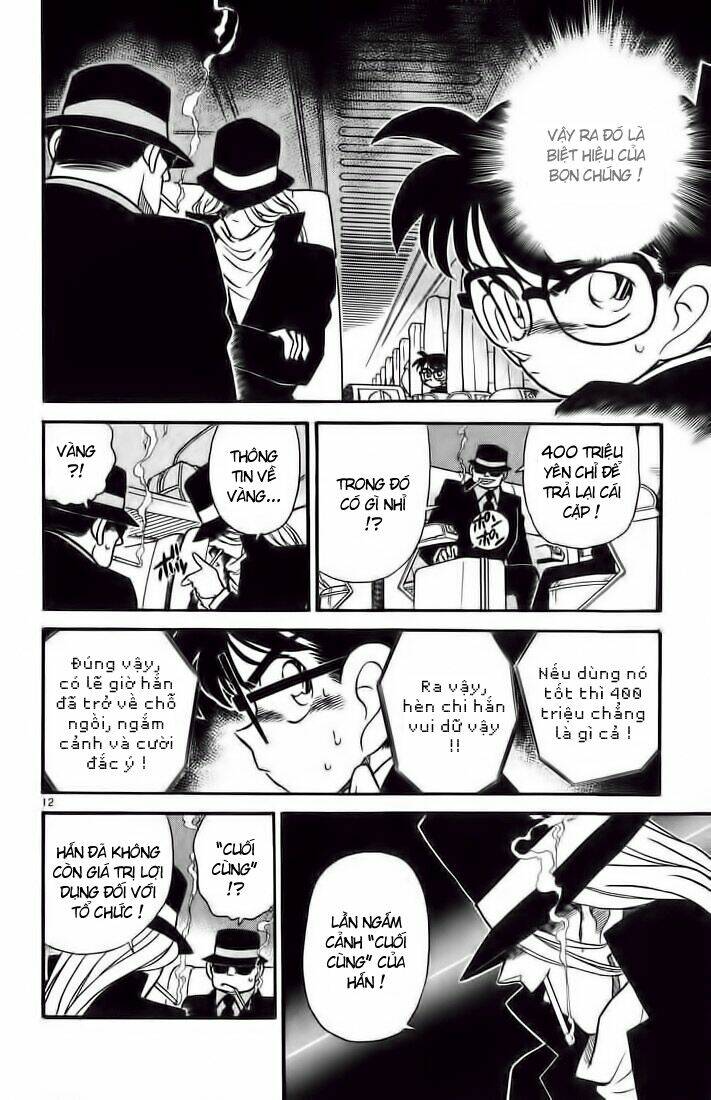 VẬY RA ĐÓ LÀ
BIỆT HIỆU CỦA
BỌN CHÚNG !
400 TRIỆU
YÊN CHỈ ĐỂ
TRẢ LẠI CÁI
CẶP !
TRONG ĐÓ
CÓ GÌ NHỈ
!?
THÔNG
TIN VỀ
VÀNG...
VÀNG
?!
Nếu dùng nó
tốt thì 400
triệu chẳng
là gì cả !
Ra vậy,
hèn chi hắn
vui dữ vậy
!!
Đúng vậy,
có lẽ giờ hắn
đã trở về chỗ
ngồi, ngắm
cảnh và cười
đắc ý !
12
LẦN NGẮM
CẢNH "CUỐI
CÙNG" CỦA
HẮN !
"CUỐI
CÙNG"
!?
HẮN ĐÃ KHÔNG
CÒN GIÁ TRỊ LỢI
DỤNG ĐỐI VỚI
TỔ CHỨC !